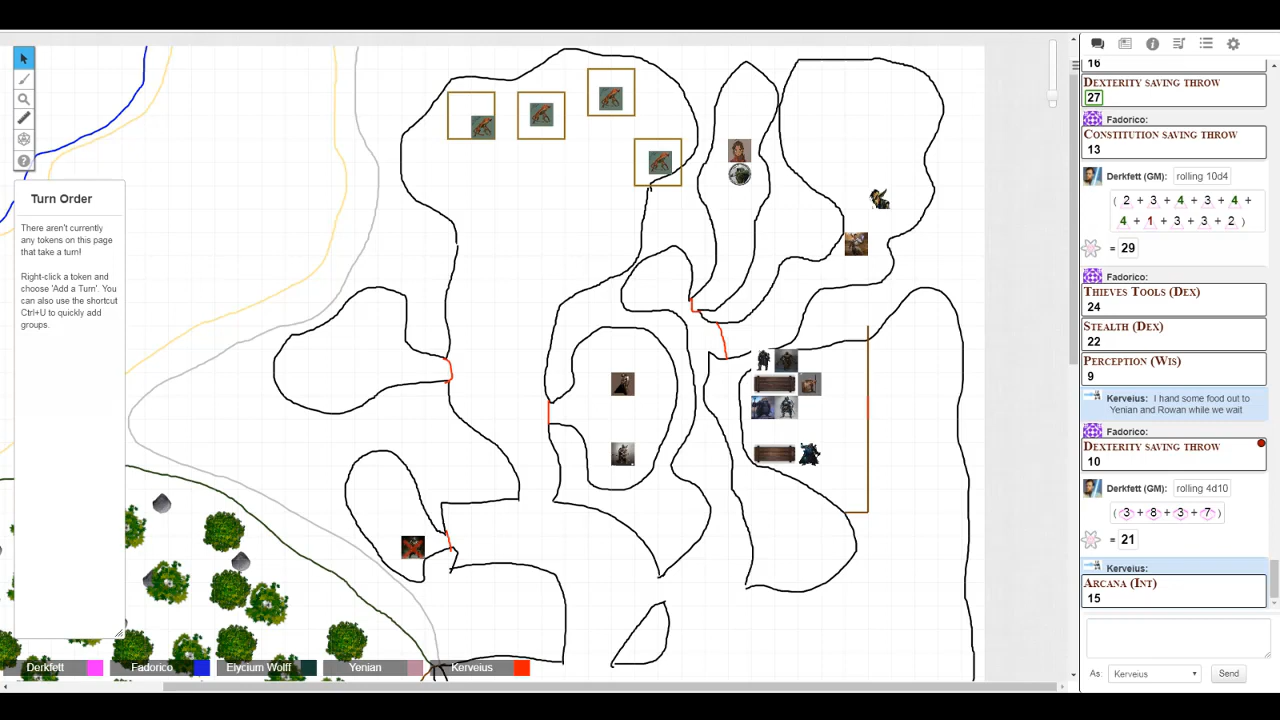 Turn Order
There aren't currently
any tokens on this page
that take a turn!
Right-click a token and
choose 'Add a Turn'. You
can also use the shortcut
Ctrl+U to quickly add
groups.
Derkfett
Fadorico
Elycium Wolff
Yenian
Kerveius
16
DEXTERITY SAVING THROW
27
Fadorico:
CONSTITUTION SAVING THROW
13
Derkfett (GM): rolling 10d4
( 2 + 3 + 4 + 3 + 4 +
4 + 1 + 3 + 3 + 2 )
= 29
Fadorico:
THIEVES TOOLS (DEX)
24
STEALTH (DEX)
22
PERCEPTION (WIS)
9
Kerveius: I hand some food out to
Yenian and Rowan while we wait
Fadorico:
DEXTERITY SAVING THROW
10
Derkfett (GM): rolling 4d10
( 3 + 8 + 3 + 7 )
= 21
Kerveius:
ARCANA (INT)
15
As: Kerveius Send